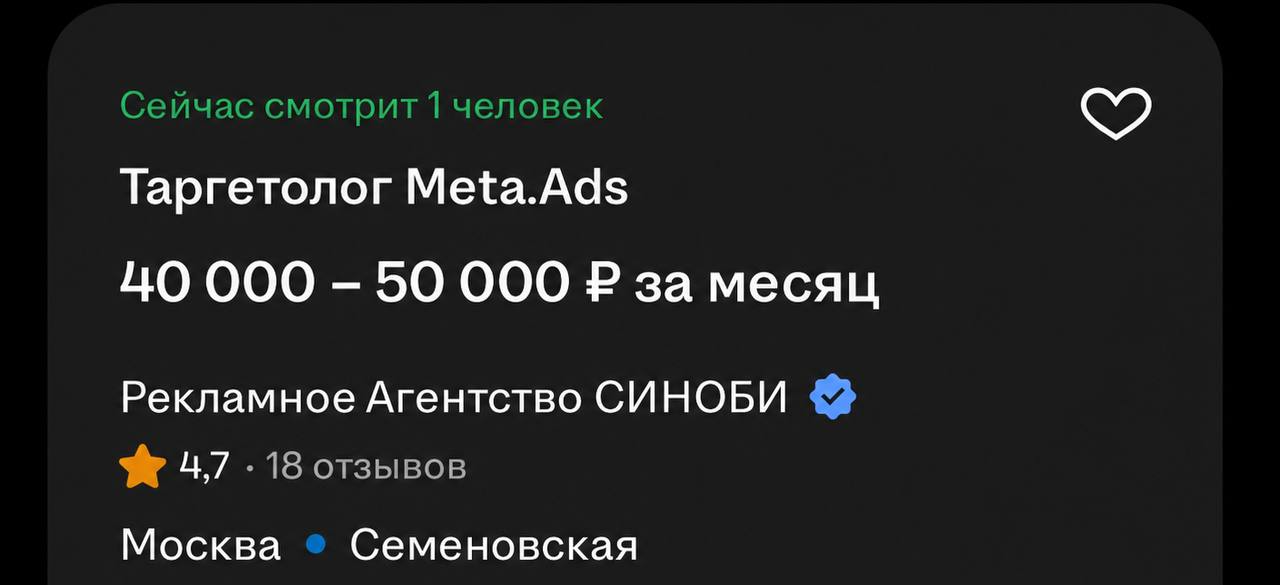 Сейчас смотрит 1 человек
Таргетолог Meta.Ads
40 000 – 50 000 ₽ за месяц
Рекламное Агентство СИНОБИ
4,7 · 18 отзывов
Москва • Семеновская